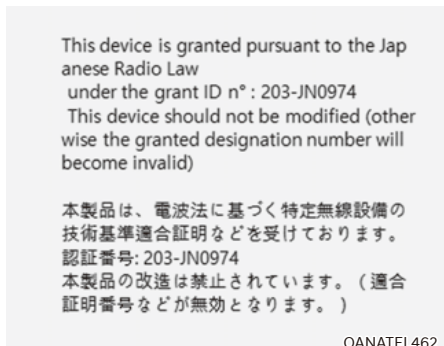 This device is granted pursuant to the Jap
anese Radio Law
under the grant ID n° : 203-JN0974
This device should not be modified (other
wise the granted designation number will
become invalid)
本製品は、電波法に基づく特定無線設備の
技術基準適合証明などを受けております。
認証番号: 203-JN0974
本製品の改造は禁止されています。（適合
証明番号などが無効となります。）
OANATEL462